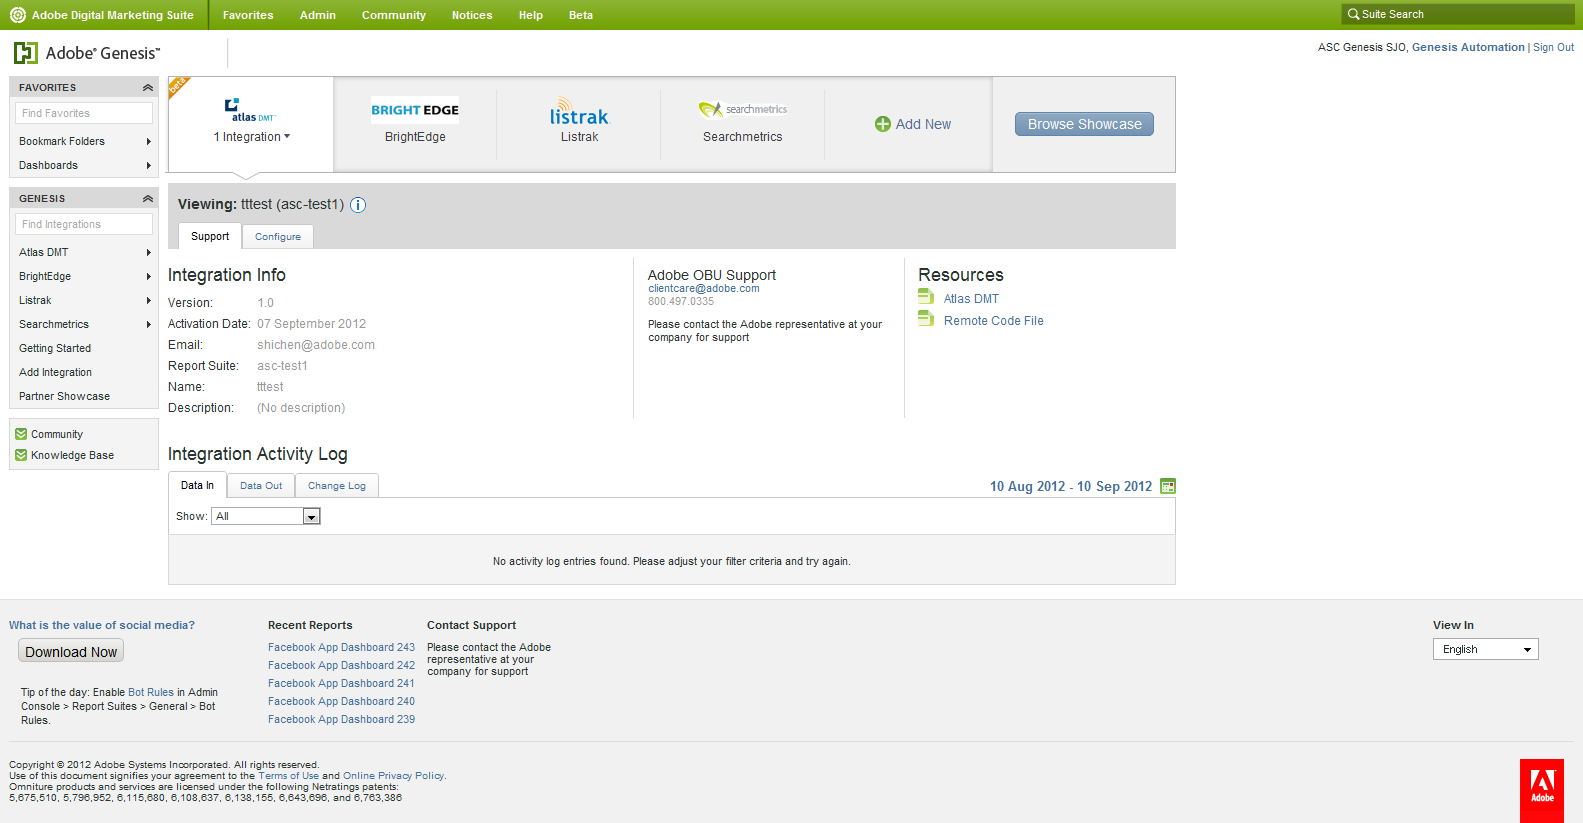 Adobe Digital Marketing Suite
Favorites
Admin
Community
Notices
Help
Beta
Suite Search
Adobe® Genesis™
ASC Genesis SJO, Genesis Automation | Sign Out
FAVORITES
Find Favorites
Bookmark Folders
Dashboards
GENESIS
Find Integrations
Atlas DMT
BrightEdge
Listrak
Searchmetrics
Getting Started
Add Integration
Partner Showcase
Community
Knowledge Base
beta
atlas DMT™
1 Integration
BRIGHT EDGE
BrightEdge
listrak
Listrak
searchmetrics
Searchmetrics
Add New
Browse Showcase
Viewing: tttest (asc-test1)
Support
Configure
Integration Info
Version: 1.0
Activation Date: 07 September 2012
Email: shichen@adobe.com
Report Suite: asc-test1
Name: tttest
Description: (No description)
Adobe OBU Support
clientcare@adobe.com
800.497.0335
Please contact the Adobe representative at your
company for support
Resources
Atlas DMT
Remote Code File
Integration Activity Log
Data In
Data Out
Change Log
10 Aug 2012 - 10 Sep 2012
Show: All
No activity log entries found. Please adjust your filter criteria and try again.
What is the value of social media?
Download Now
Tip of the day: Enable Bot Rules in Admin
Console > Report Suites > General > Bot
Rules.
Recent Reports
Facebook App Dashboard 243
Facebook App Dashboard 242
Facebook App Dashboard 241
Facebook App Dashboard 240
Facebook App Dashboard 239
Contact Support
Please contact the Adobe
representative at your
company for support
View In
English
Copyright © 2012 Adobe Systems Incorporated. All rights reserved.
Use of this document signifies your agreement to the Terms of Use and Online Privacy Policy.
Omniture products and services are licensed under the following Netratings patents:
5,675,510, 5,796,952, 6,115,680, 6,108,637, 6,138,155, 6,643,696, and 6,763,386
Adobe